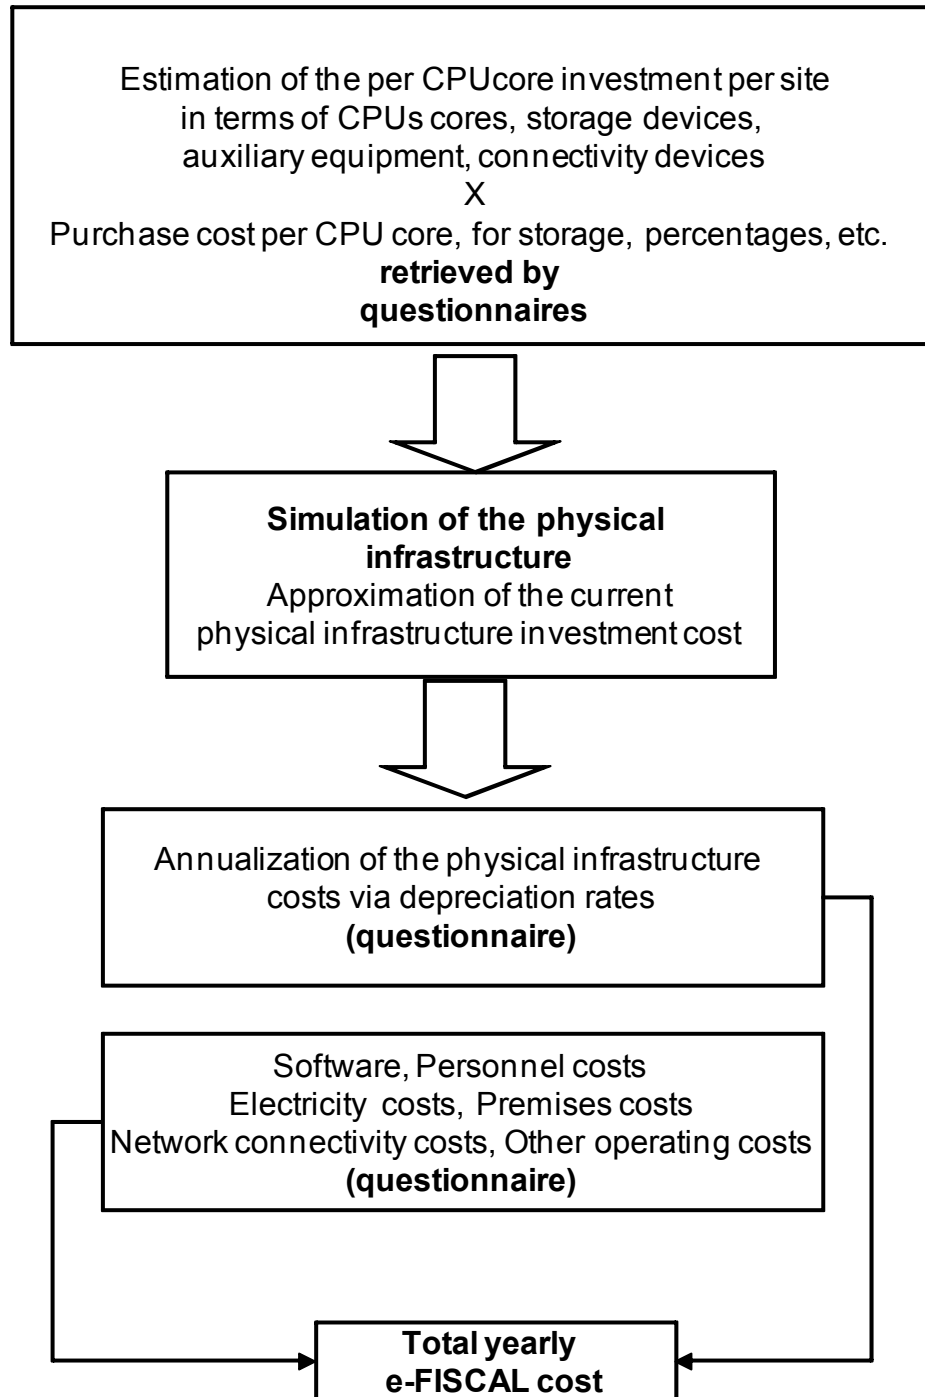 Estimation of the per CPUcore investment per site
in terms of CPUs cores, storage devices,
auxiliary equipment, connectivity devices
X
Purchase cost per CPU core, for storage, percentages, etc.
retrieved by
questionnaires
Simulation of the physical
infrastructure
Approximation of the current
physical infrastructure investment cost
Annualization of the physical infrastructure
costs via depreciation rates
(questionnaire)
Software, Personnel costs
Electricity costs, Premises costs
Network connectivity costs, Other operating costs
(questionnaire)
Total yearly
e-FISCAL cost